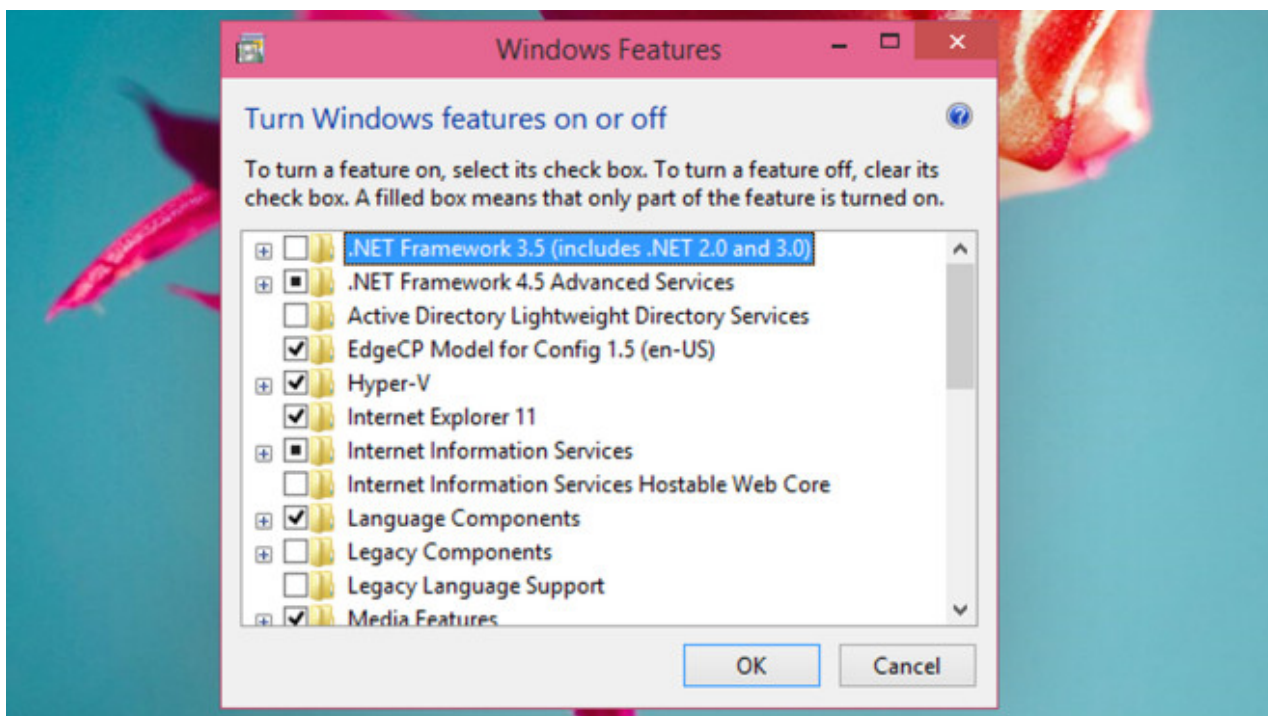 Windows Features
Turn Windows features on or off
To turn a feature on, select its check box. To turn a feature off, clear its
check box. A filled box means that only part of the feature is turned on.
.NET Framework 3.5 (includes .NET 2.0 and 3.0)
.NET Framework 4.5 Advanced Services
Active Directory Lightweight Directory Services
EdgeCP Model for Config 1.5 (en-US)
Hyper-V
Internet Explorer 11
Internet Information Services
Internet Information Services Hostable Web Core
Language Components
Legacy Components
Legacy Language Support
Media Features
OK Cancel